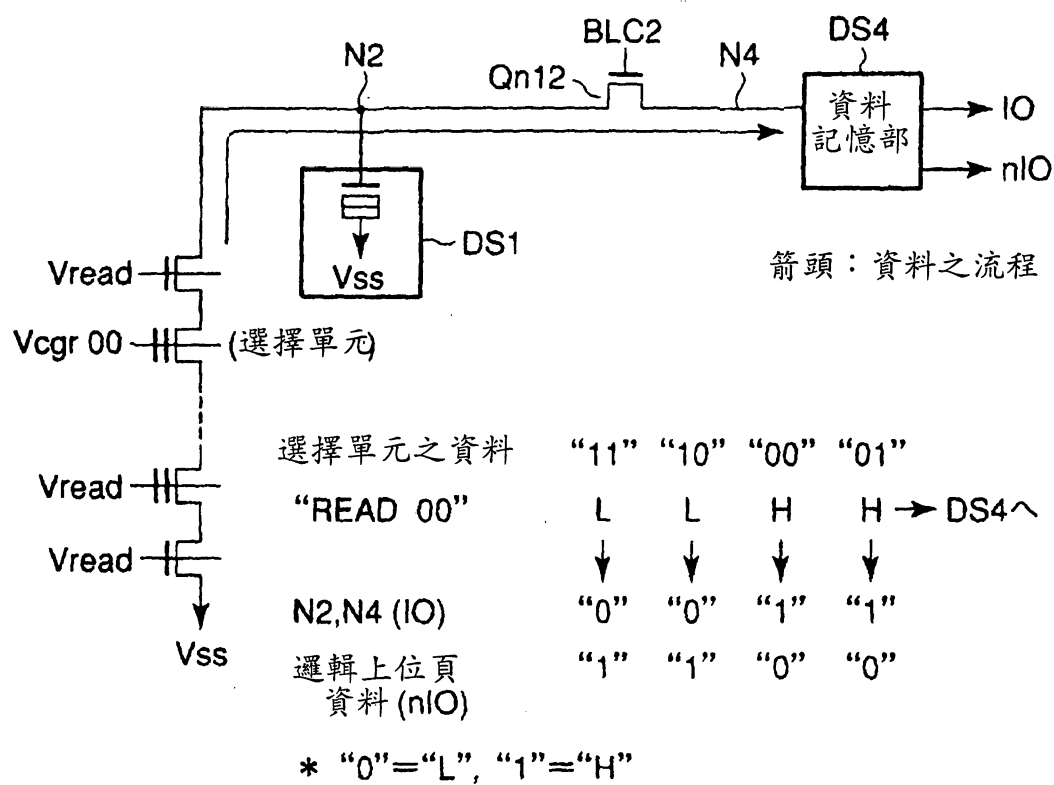 BLC2
DS4
N2
Qn12
N4
資料
記憶部
IO
nIO
DS1
Vss
箭頭：資料之流程
Vread
Vcgr 00
(選擇單元)
Vread
Vread
Vss
選擇單元之資料 “11” “10” “00” “01”
“READ 00” L L H H DS4へ
N2,N4 (IO) “0” “0” “1” “1”
邏輯上位頁 “1” “1” “0” “0”
資料(nIO)
* “0”=“L”, “1”=“H”